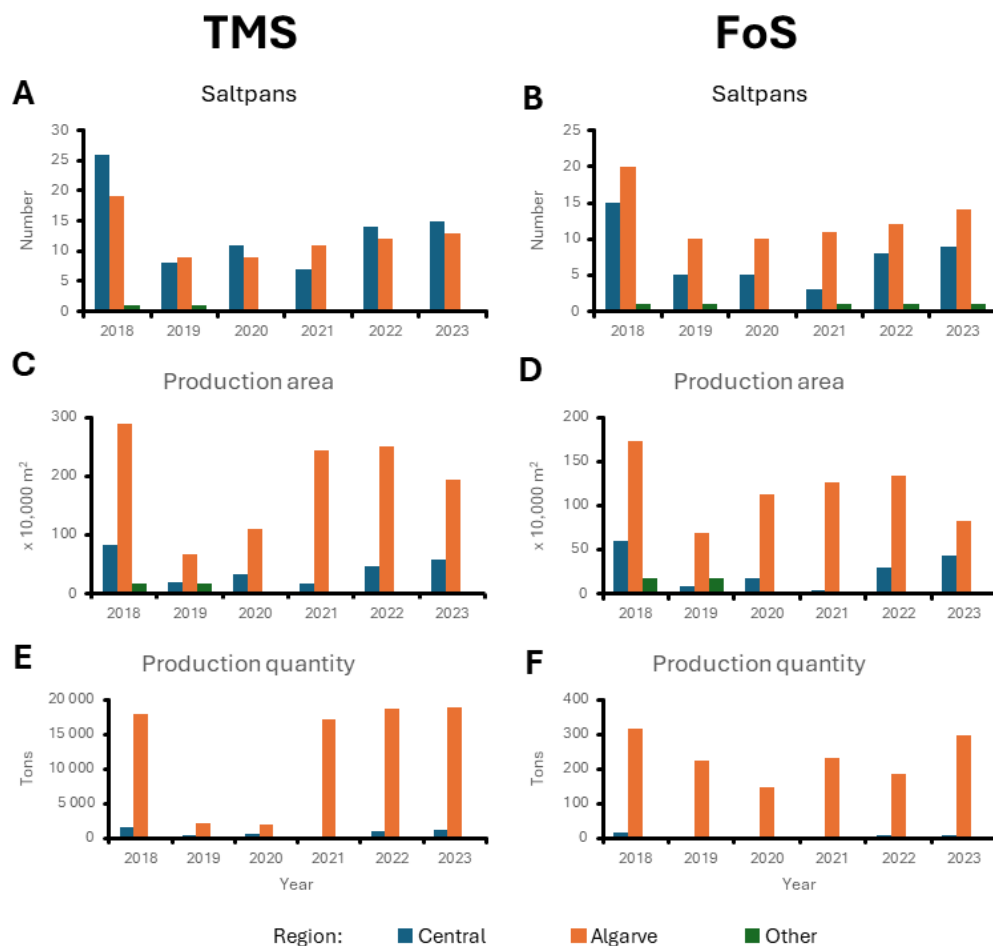 TMS FoS
A Saltpans
30
25
20
15
10
5
0
Number
2018 2019 2020 2021 2022 2023
B Saltpans
25
20
15
10
5
0
Number
2018 2019 2020 2021 2022 2023
C Production area
300
200
100
0
x 10,000 m²
2018 2019 2020 2021 2022 2023
D Production area
200
150
100
50
0
x 10,000 m²
2018 2019 2020 2021 2022 2023
E Production quantity
20 000
15 000
10 000
5 000
0
Tons
2018 2019 2020 2021 2022 2023
Year
F Production quantity
400
300
200
100
0
Tons
2018 2019 2020 2021 2022 2023
Year
Region: Central Algarve Other